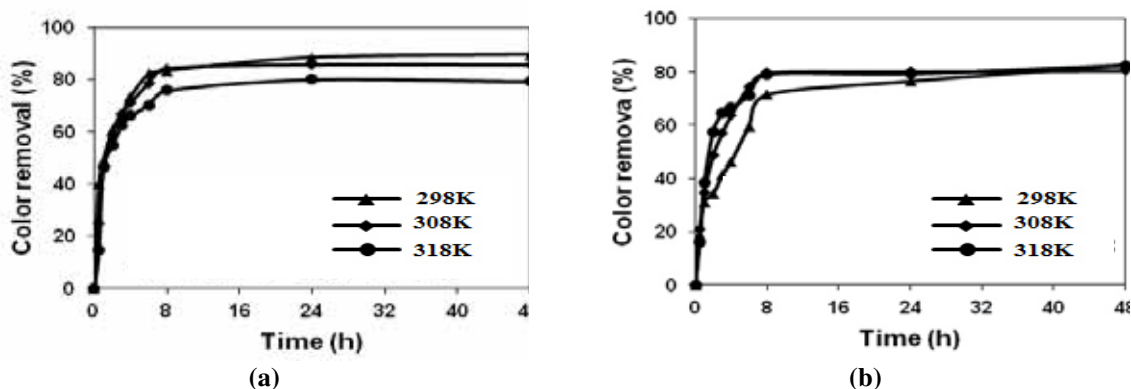 100
80
60
40
20
0
Color removal (%)
298K
308K
318K
0 8 16 24 32 40 4
Time (h)
(a)
100
80
60
40
20
0
Color remova (%)
298K
308K
318K
0 8 16 24 32 40 48
Time (h)
(b)